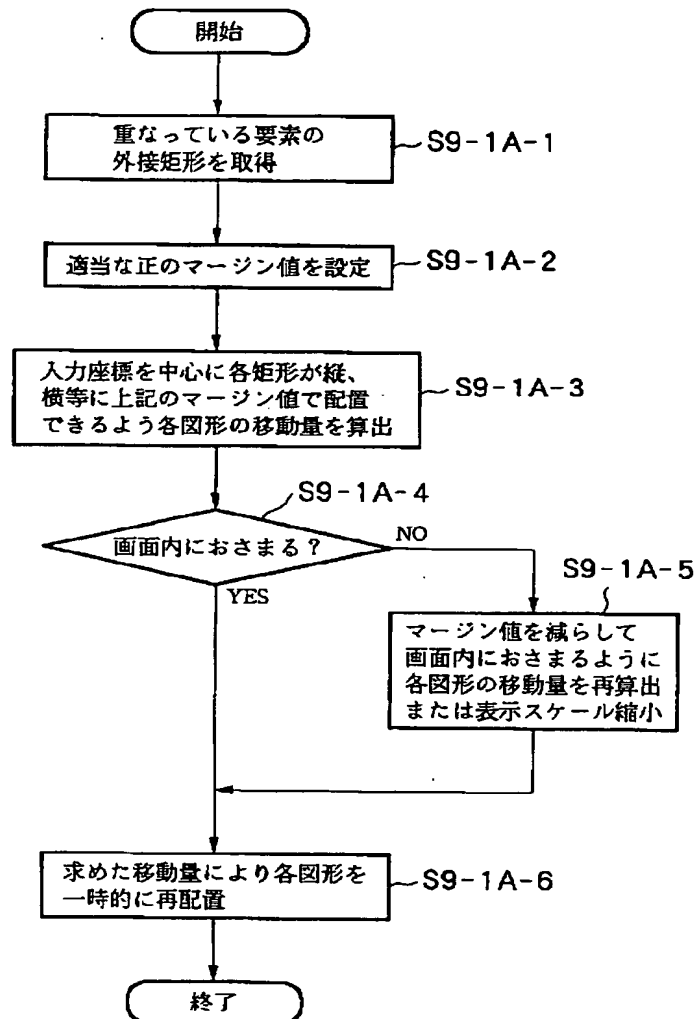 開始
重なっている要素の
外接矩形を取得
S9-1A-1
適当な正のマージン値を設定
S9-1A-2
入力座標を中心に各矩形が縦、
横等に上記のマージン値で配置
できるよう各図形の移動量を算出
S9-1A-3
S9-1A-4
画面内におさまる？
NO
YES
S9-1A-5
マージン値を減らして
画面内におさまるように
各図形の移動量を再算出
または表示スケール縮小
求めた移動量により各図形を
一時的に再配置
S9-1A-6
終了